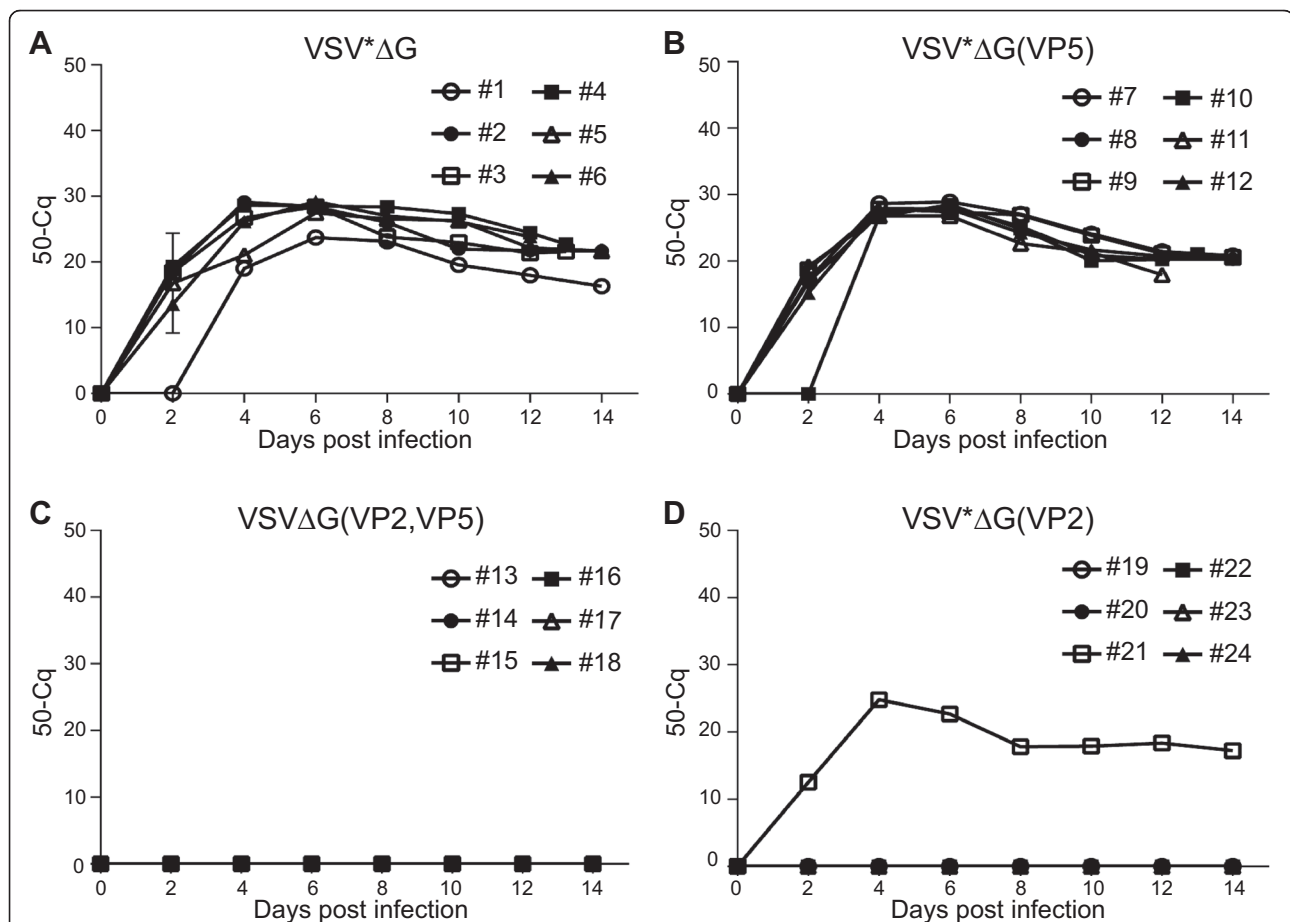 A VSV*ΔG
50
40
30
20
10
0
50-Cq
#1 #4
#2 #5
#3 #6
0 2 4 6 8 10 12 14
Days post infection
B VSV*ΔG(VP5)
50
40
30
20
10
0
50-Cq
#7 #10
#8 #11
#9 #12
0 2 4 6 8 10 12 14
Days post infection
C VSVΔG(VP2,VP5)
50
40
30
20
10
0
50-Cq
#13 #16
#14 #17
#15 #18
0 2 4 6 8 10 12 14
Days post infection
D VSV*ΔG(VP2)
50
40
30
20
10
0
50-Cq
#19 #22
#20 #23
#21 #24
0 2 4 6 8 10 12 14
Days post infection